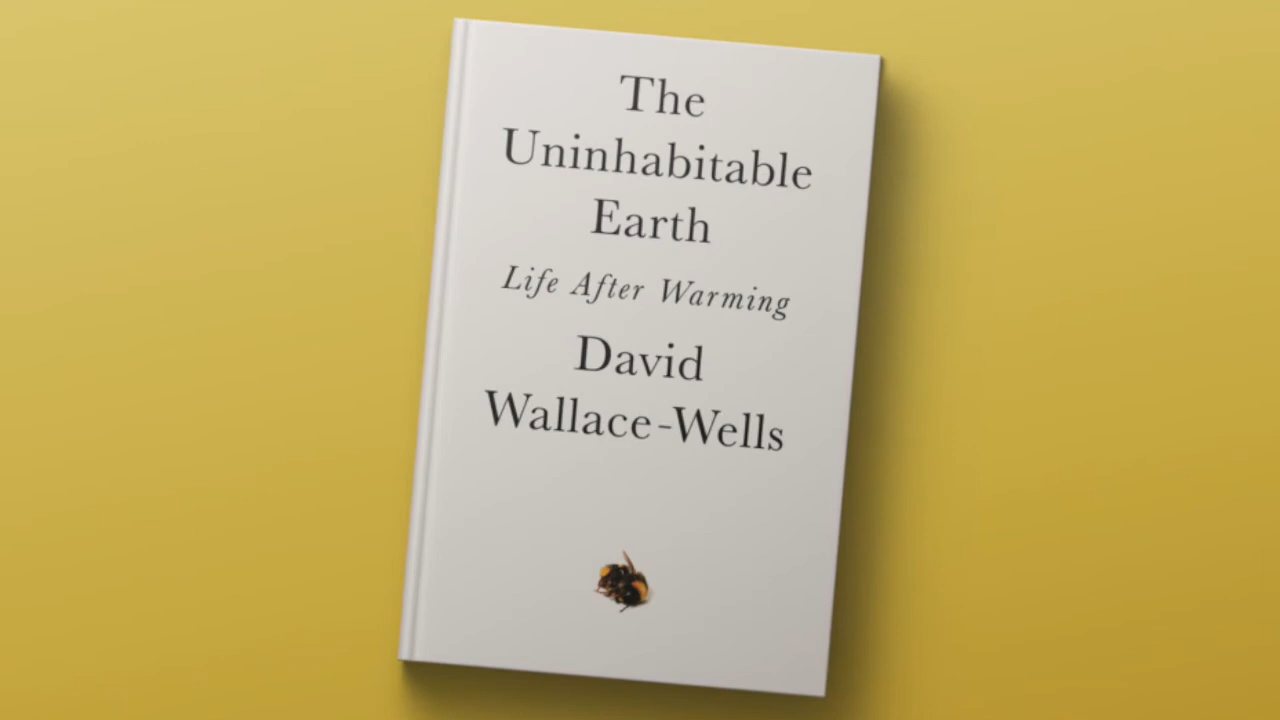 The
Uninhabitable
Earth
Life After Warming
David
Wallace-Wells